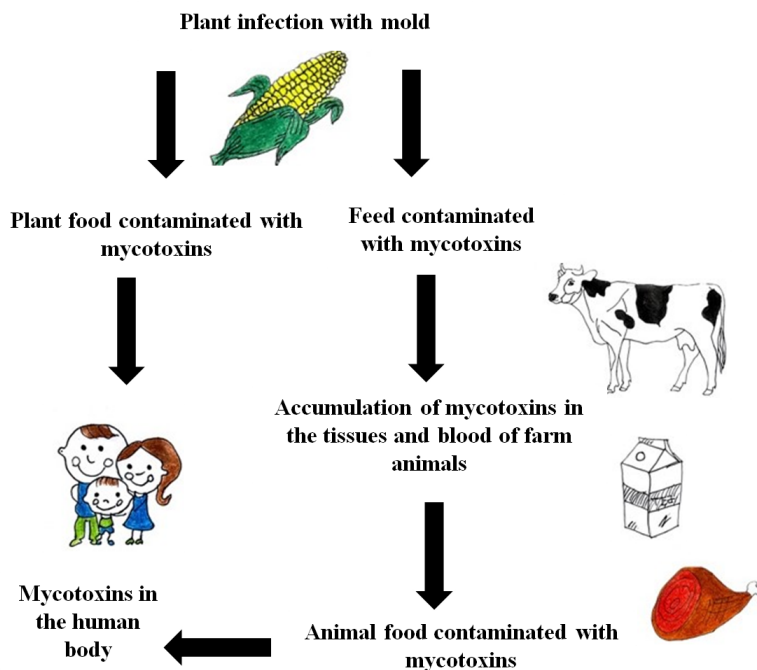 Plant infection with mold
Plant food contaminated with
mycotoxins
Feed contaminated
with mycotoxins
Accumulation of mycotoxins in
the tissues and blood of farm
animals
Mycotoxins in
the human
body
Animal food contaminated with
mycotoxins